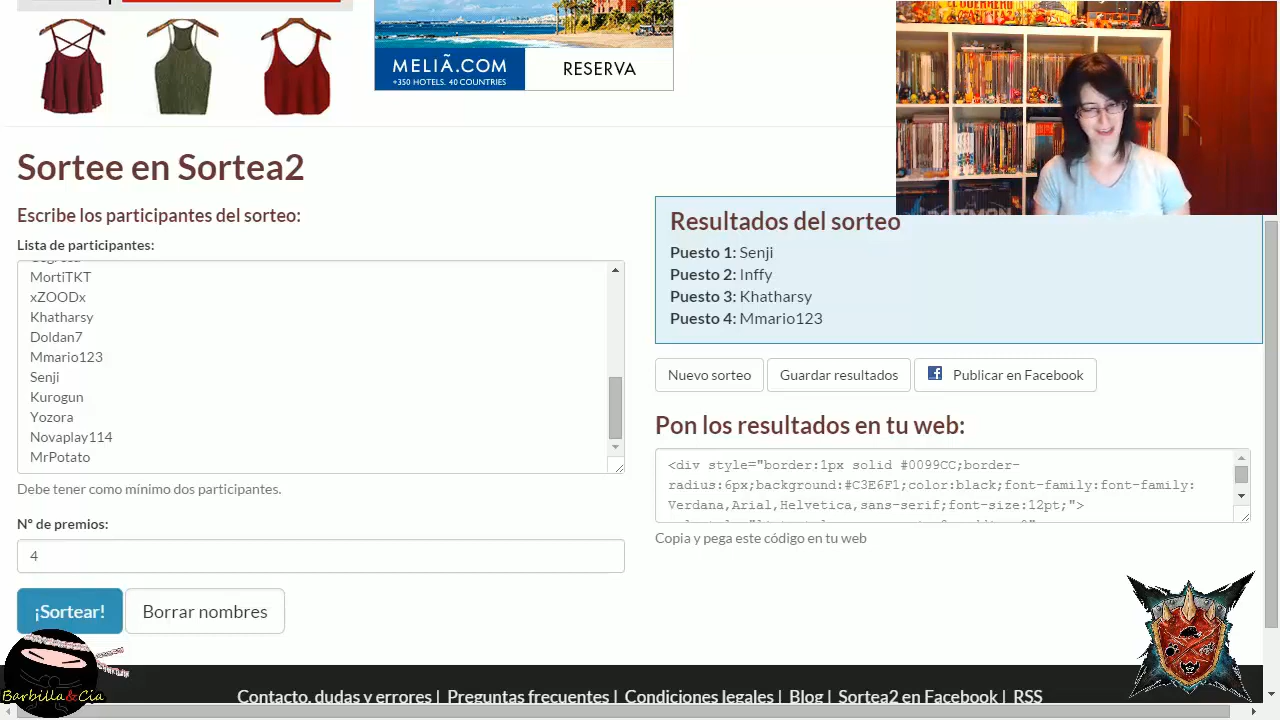 MELIÃ.COM
+350 HOTELS. 40 COUNTRIES
RESERVA
GUERRERO
Sortee en Sortea2
Escribe los participantes del sorteo:
Lista de participantes:
MortiTKT
xZOODx
Khatharsy
Doldan7
Mmario123
Senji
Kurogun
Yozora
Novaplay114
MrPotato
Debe tener como mínimo dos participantes.
Nº de premios:
4
¡Sortear!
Borrar nombres
Resultados del sorteo
Puesto 1: Senji
Puesto 2: Inffy
Puesto 3: Khatharsy
Puesto 4: Mmario123
Nuevo sorteo
Guardar resultados
Publicar en Facebook
Pon los resultados en tu web:
<div style="border:1px solid #0099CC;border-
radius:6px;background:#C3E6F1;color:black;font-family:font-family:
Verdana,Arial,Helvetica,sans-serif;font-size:12pt;">
Copia y pega este código en tu web
Barbilla&Cia
Contacto, dudas y errores | Preguntas frecuentes | Condiciones legales | Blog | Sortea2 en Facebook | RSS